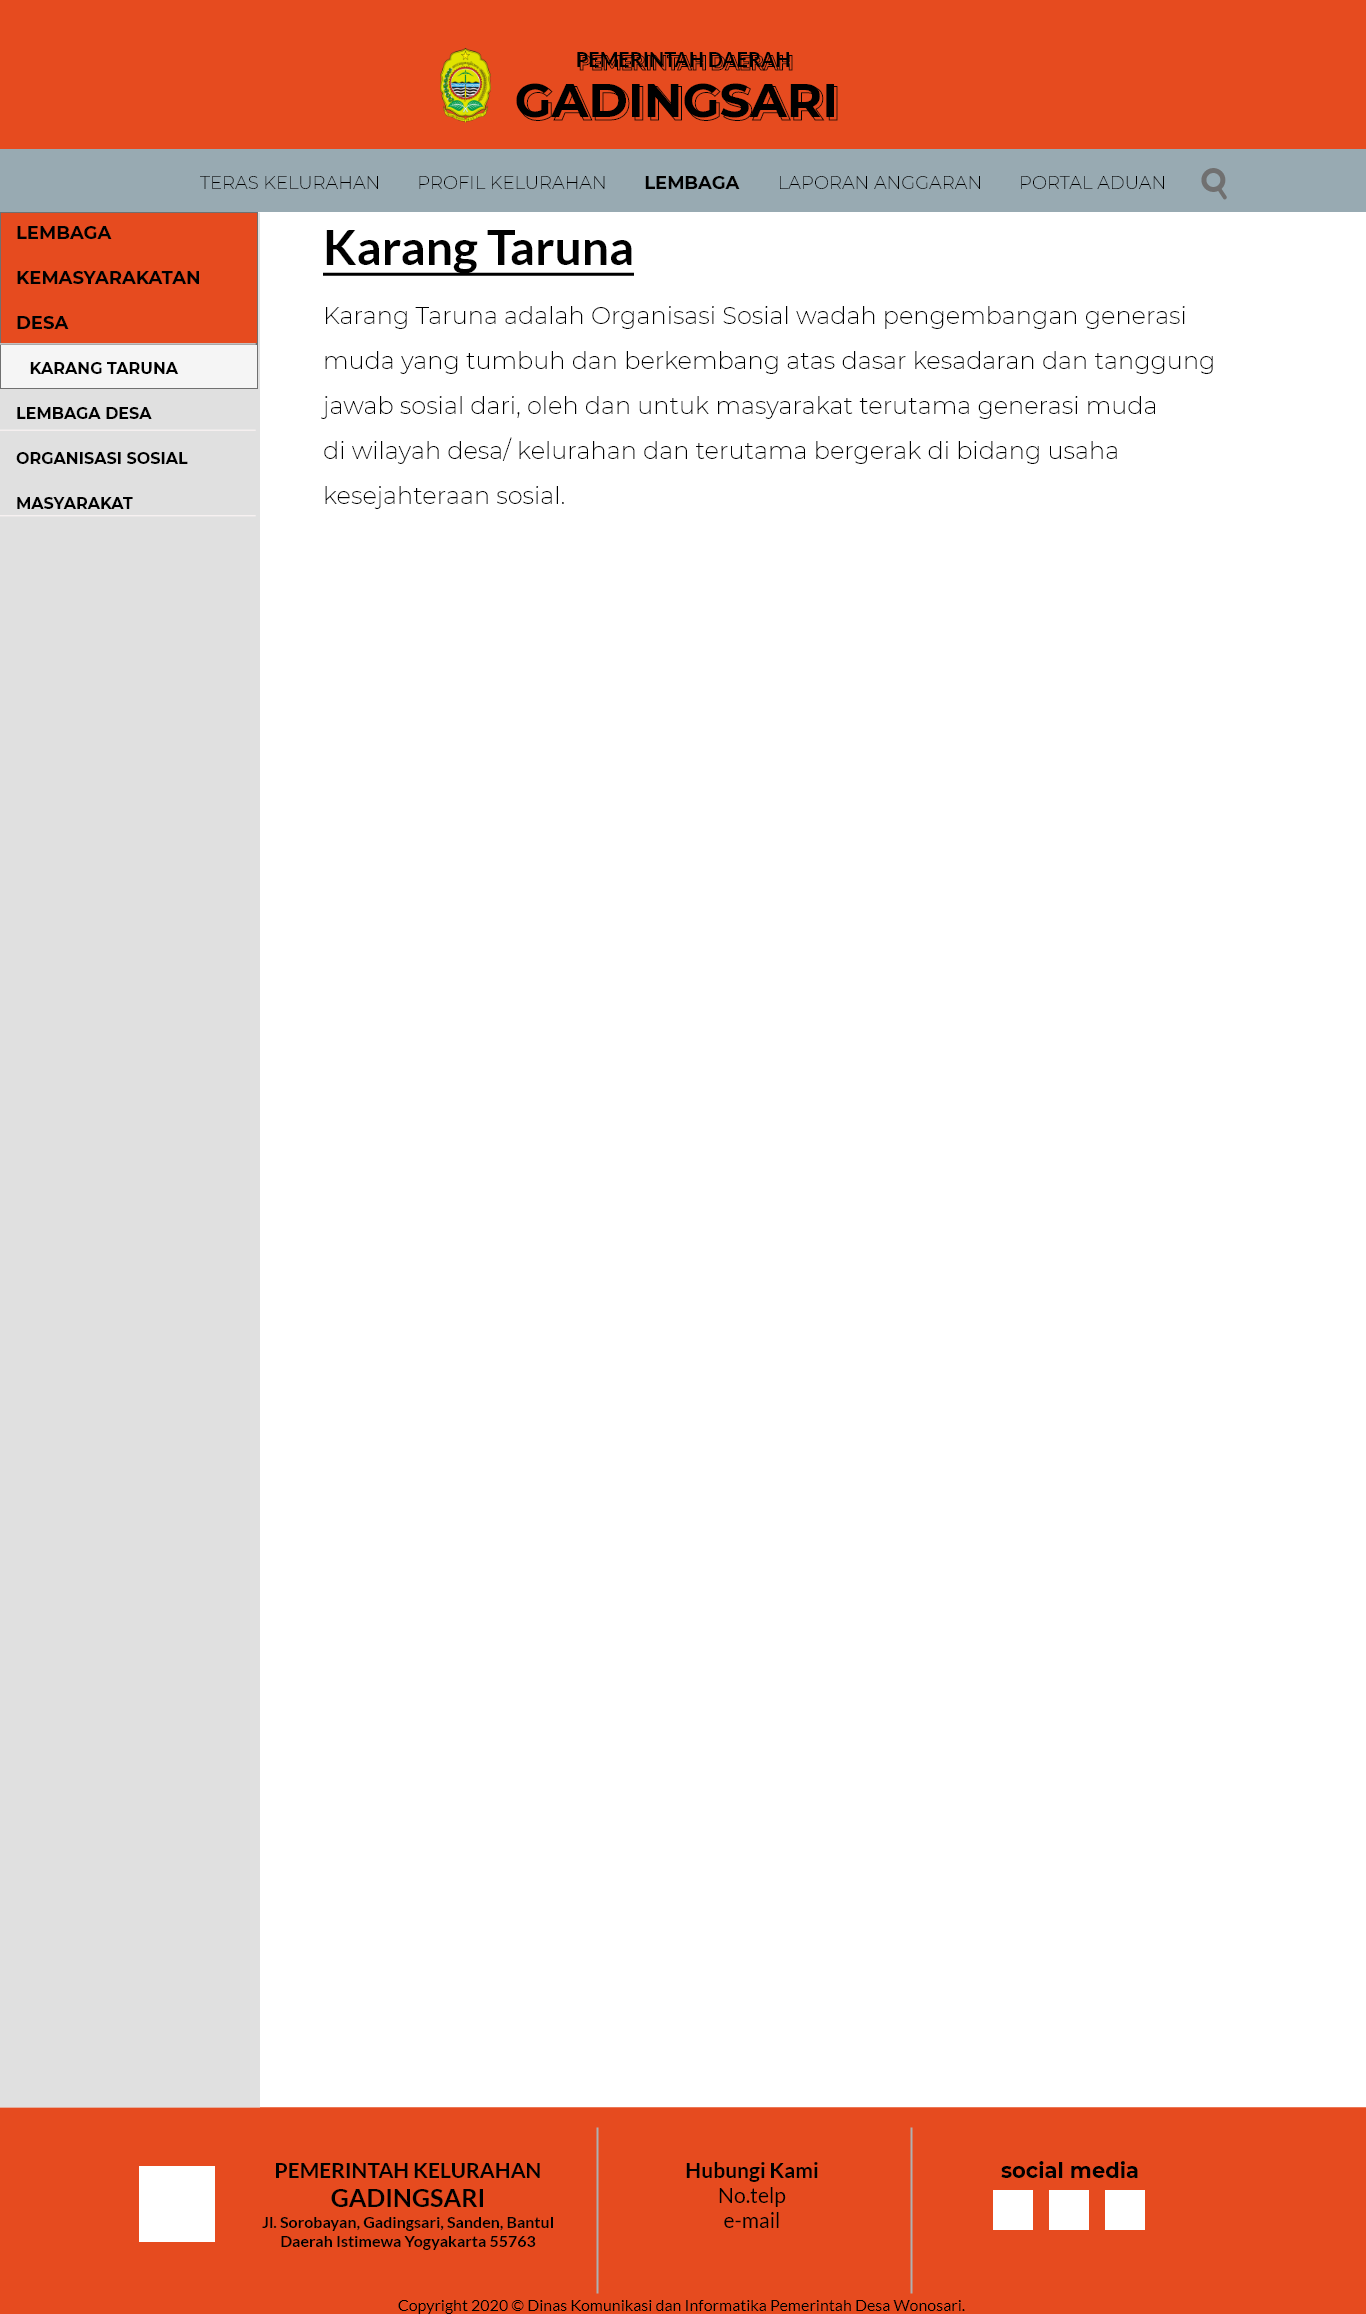 PEMERINTAH DAERAH
GADINGSARI
TERAS KELURAHAN PROFIL KELURAHAN LEMBAGA LAPORAN ANGGARAN PORTAL ADUAN
LEMBAGA
KEMASYARAKATAN
DESA
KARANG TARUNA
LEMBAGA DESA
ORGANISASI SOSIAL
MASYARAKAT
Karang Taruna
Karang Taruna adalah Organisasi Sosial wadah pengembangan generasi
muda yang tumbuh dan berkembang atas dasar kesadaran dan tanggung
jawab sosial dari, oleh dan untuk masyarakat terutama generasi muda
di wilayah desa/ kelurahan dan terutama bergerak di bidang usaha
kesejahteraan sosial.
PEMERINTAH KELURAHAN
GADINGSARI
Jl. Sorobayan, Gadingsari, Sanden, Bantul
Daerah Istimewa Yogyakarta 55763
Hubungi Kami
No.telp
e-mail
social media
Copyright 2020 © Dinas Komunikasi dan Informatika Pemerintah Desa Wonosari.